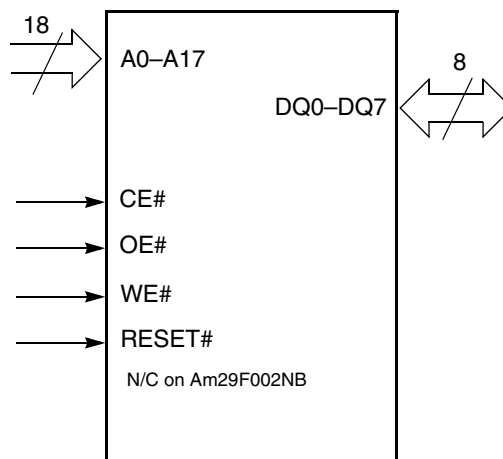 18
A0–A17
8
DQ0–DQ7
CE#
OE#
WE#
RESET#
N/C on Am29F002NB